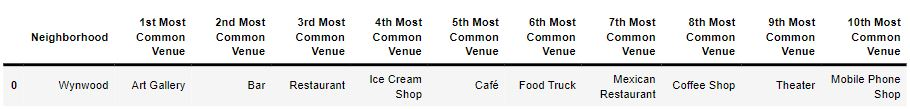 Neighborhood 1st Most Common Venue 2nd Most Common Venue 3rd Most Common Venue 4th Most Common Venue 5th Most Common Venue 6th Most Common Venue 7th Most Common Venue 8th Most Common Venue 9th Most Common Venue 10th Most Common Venue
0 Wynwood Art Gallery Bar Restaurant Ice Cream Shop Café Food Truck Mexican Restaurant Coffee Shop Theater Mobile Phone Shop